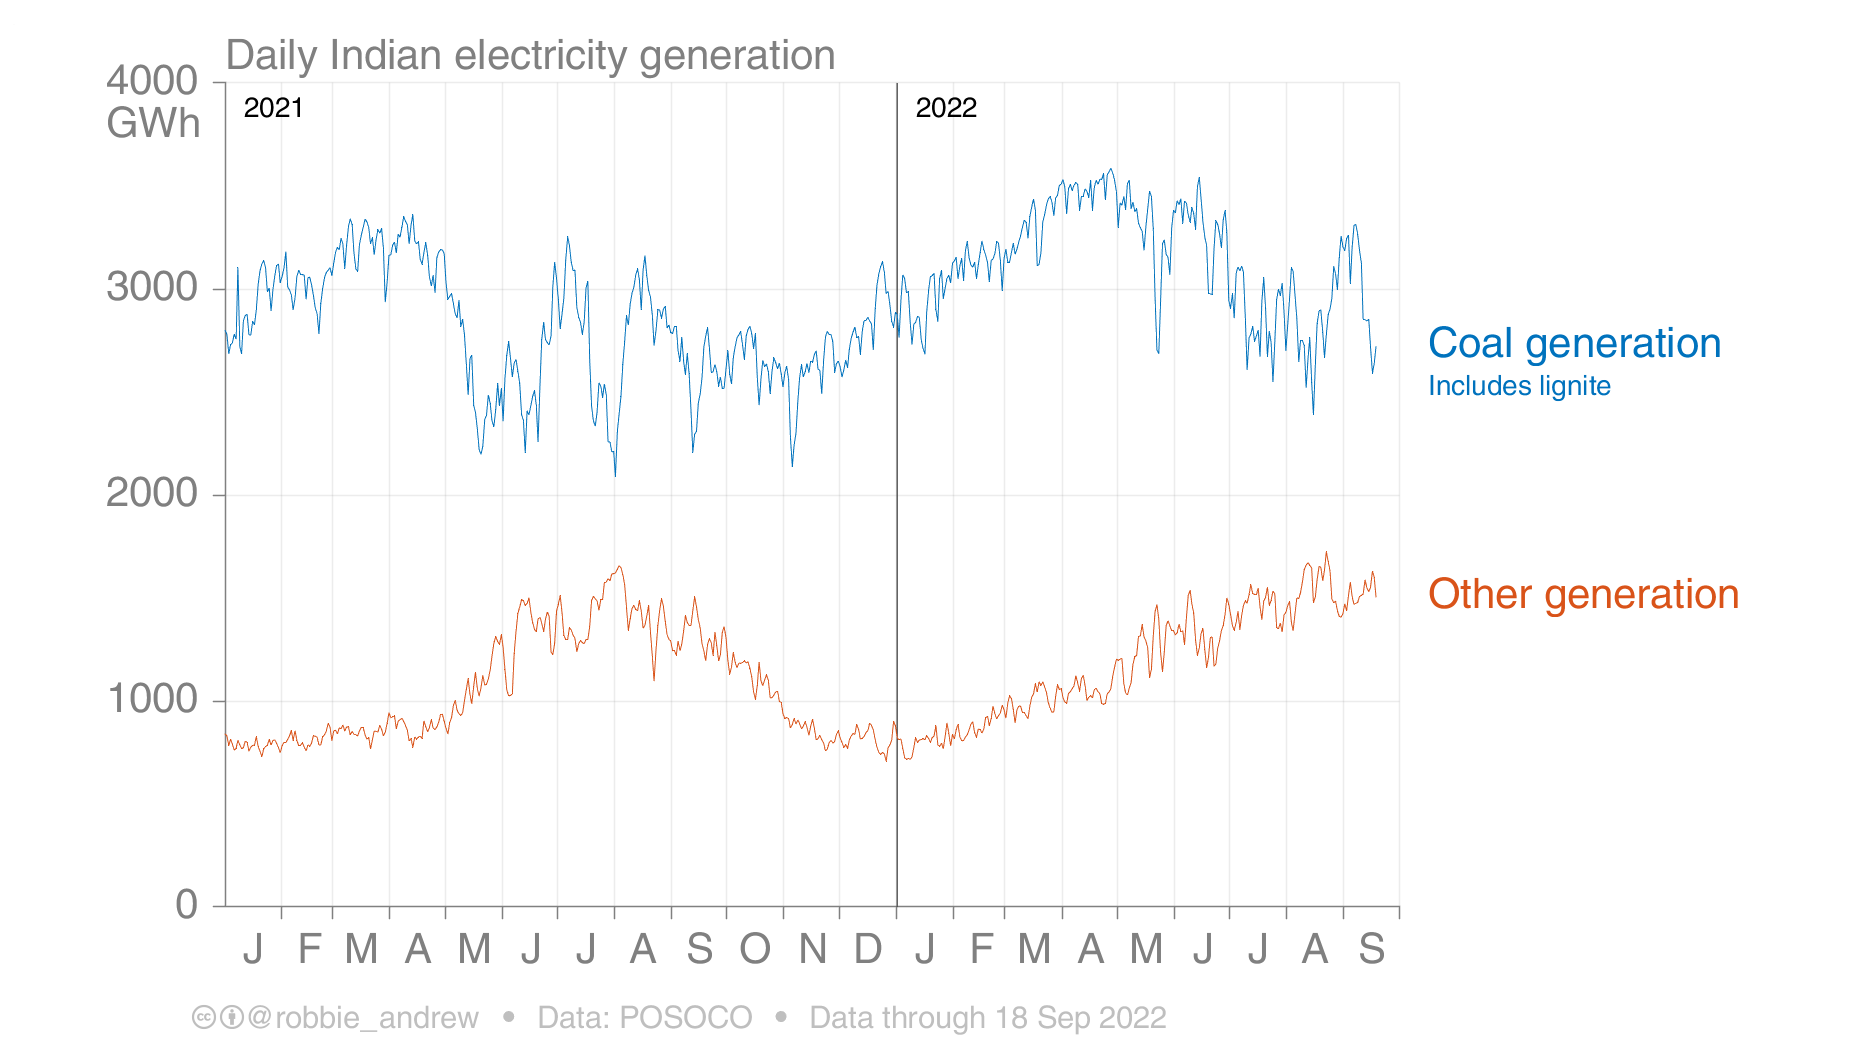 Daily Indian electricity generation
4000
GWh
2021
2022
3000
2000
1000
0
Coal generation
Includes lignite
Other generation
J F M A M J J A S O N D J F M A M J J A S
@robbie_andrew • Data: POSOCO • Data through 18 Sep 2022